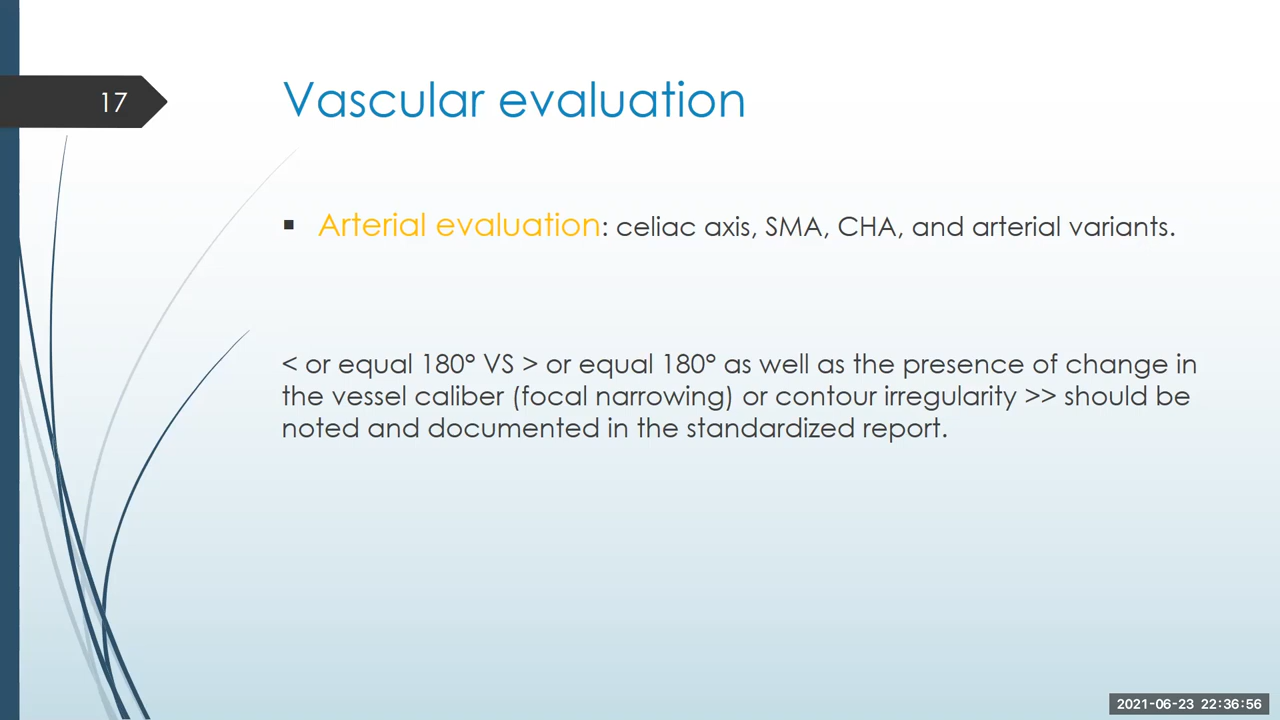 17
Vascular evaluation
▪ Arterial evaluation: celiac axis, SMA, CHA, and arterial variants.
< or equal 180° VS > or equal 180° as well as the presence of change in
the vessel caliber (focal narrowing) or contour irregularity >> should be
noted and documented in the standardized report.
2021-06-23 22:36:56